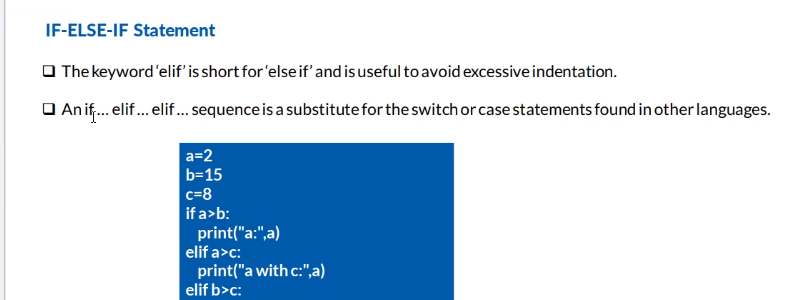 IF-ELSE-IF Statement
The keyword 'elif' is short for 'else if' and is useful to avoid excessive indentation.
An if... elif ... elif ... sequence is a substitute for the switch or case statements found in other languages.
a=2
b=15
c=8
if a>b:
print("a:",a)
elif a>c:
print("a with c:",a)
elif b>c: